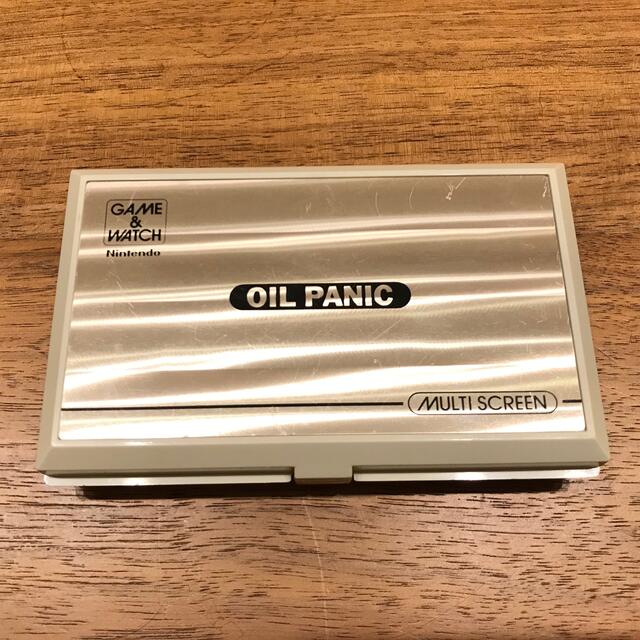 GAME
&
WATCH
Nintendo
OIL PANIC
MULTI SCREEN